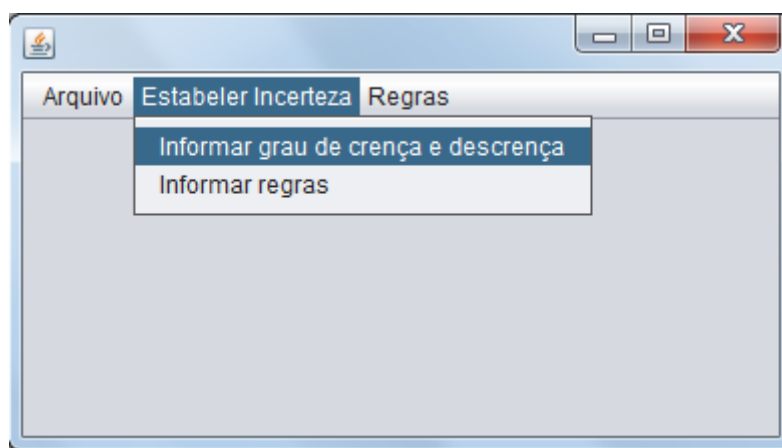 Arquivo Estabeler Incerteza Regras
Informar grau de crença e descrença
Informar regras